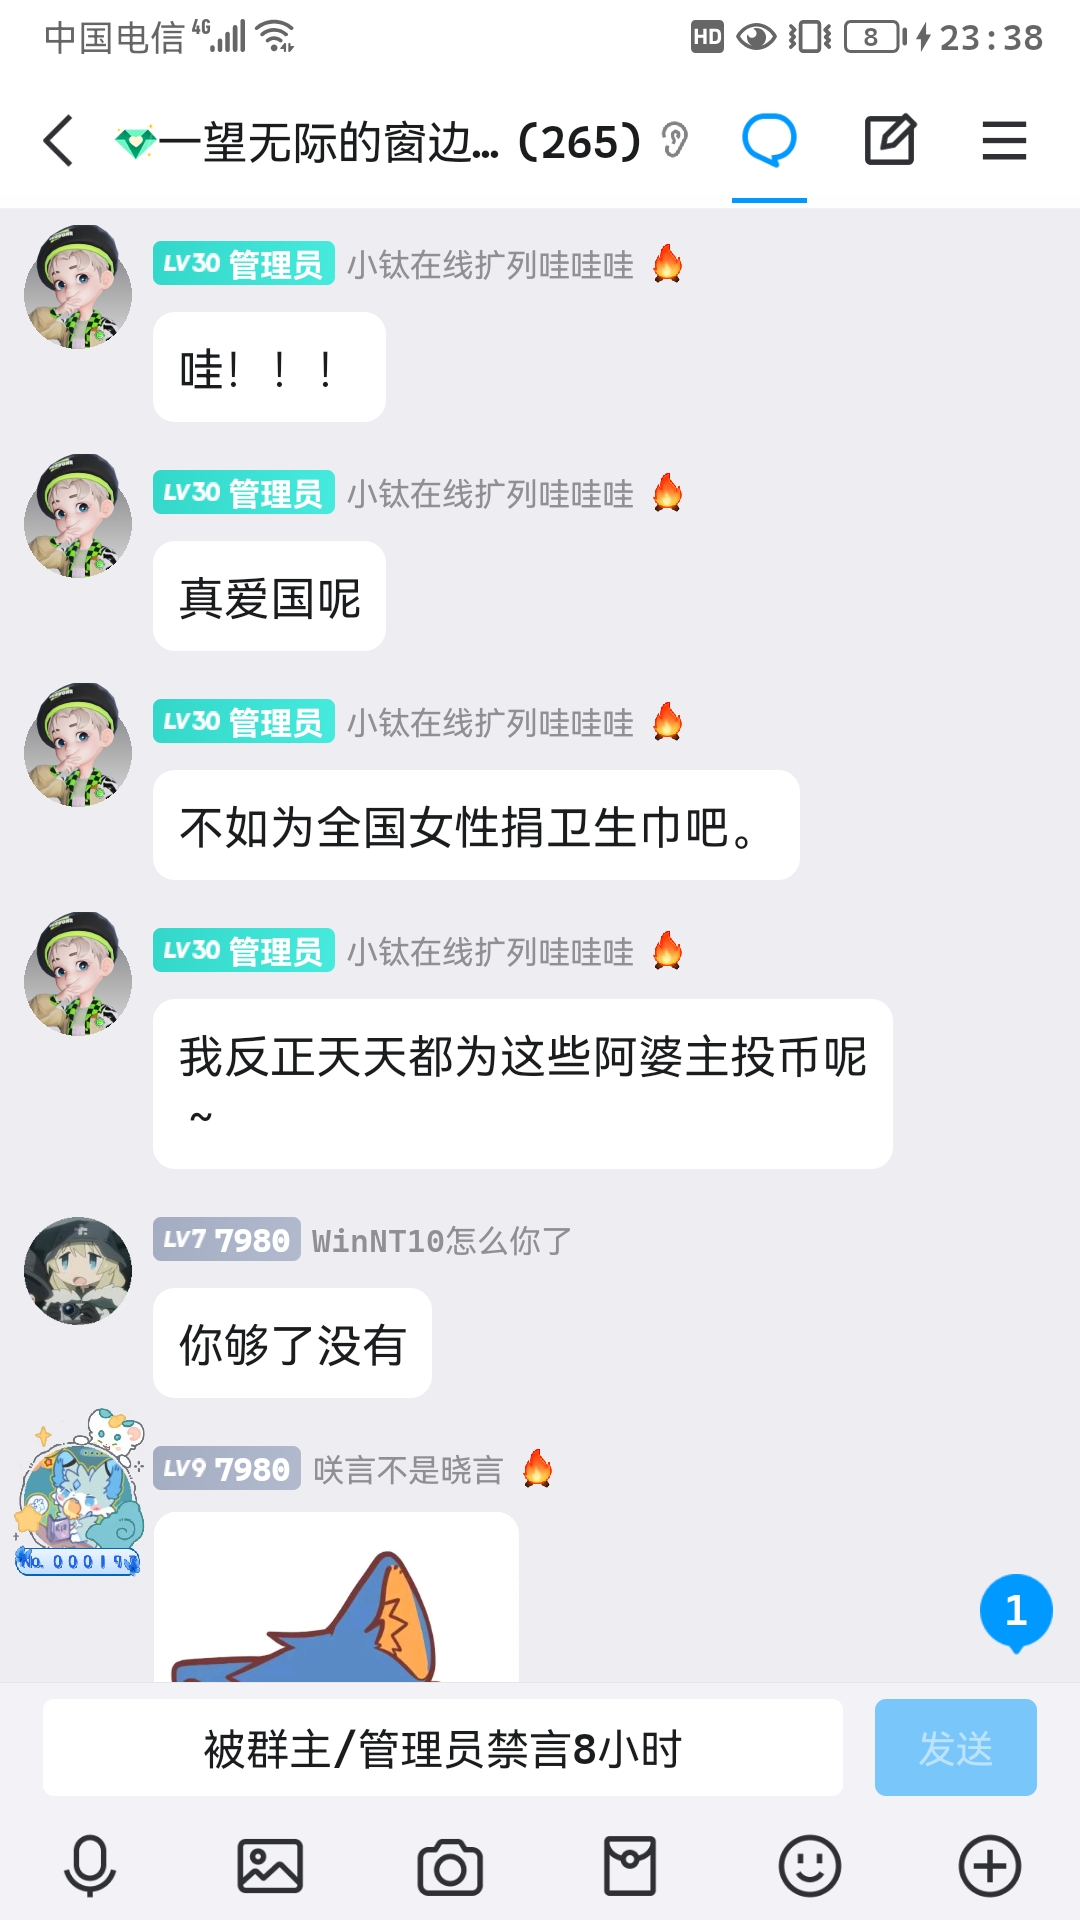 中国电信 4G HD 8 23:38
一望无际的窗边... (265)
LV30 管理员 小钛在线扩列哇哇哇
哇！！！
LV30 管理员 小钛在线扩列哇哇哇
真爱国呢
LV30 管理员 小钛在线扩列哇哇哇
不如为全国女性捐卫生巾吧。
LV30 管理员 小钛在线扩列哇哇哇
我反正天天都为这些阿婆主投币呢
~
LV7 7980 WinNT10怎么你了
你够了没有
LV9 7980 咲言不是晓言
1
被群主/管理员禁言8小时
发送